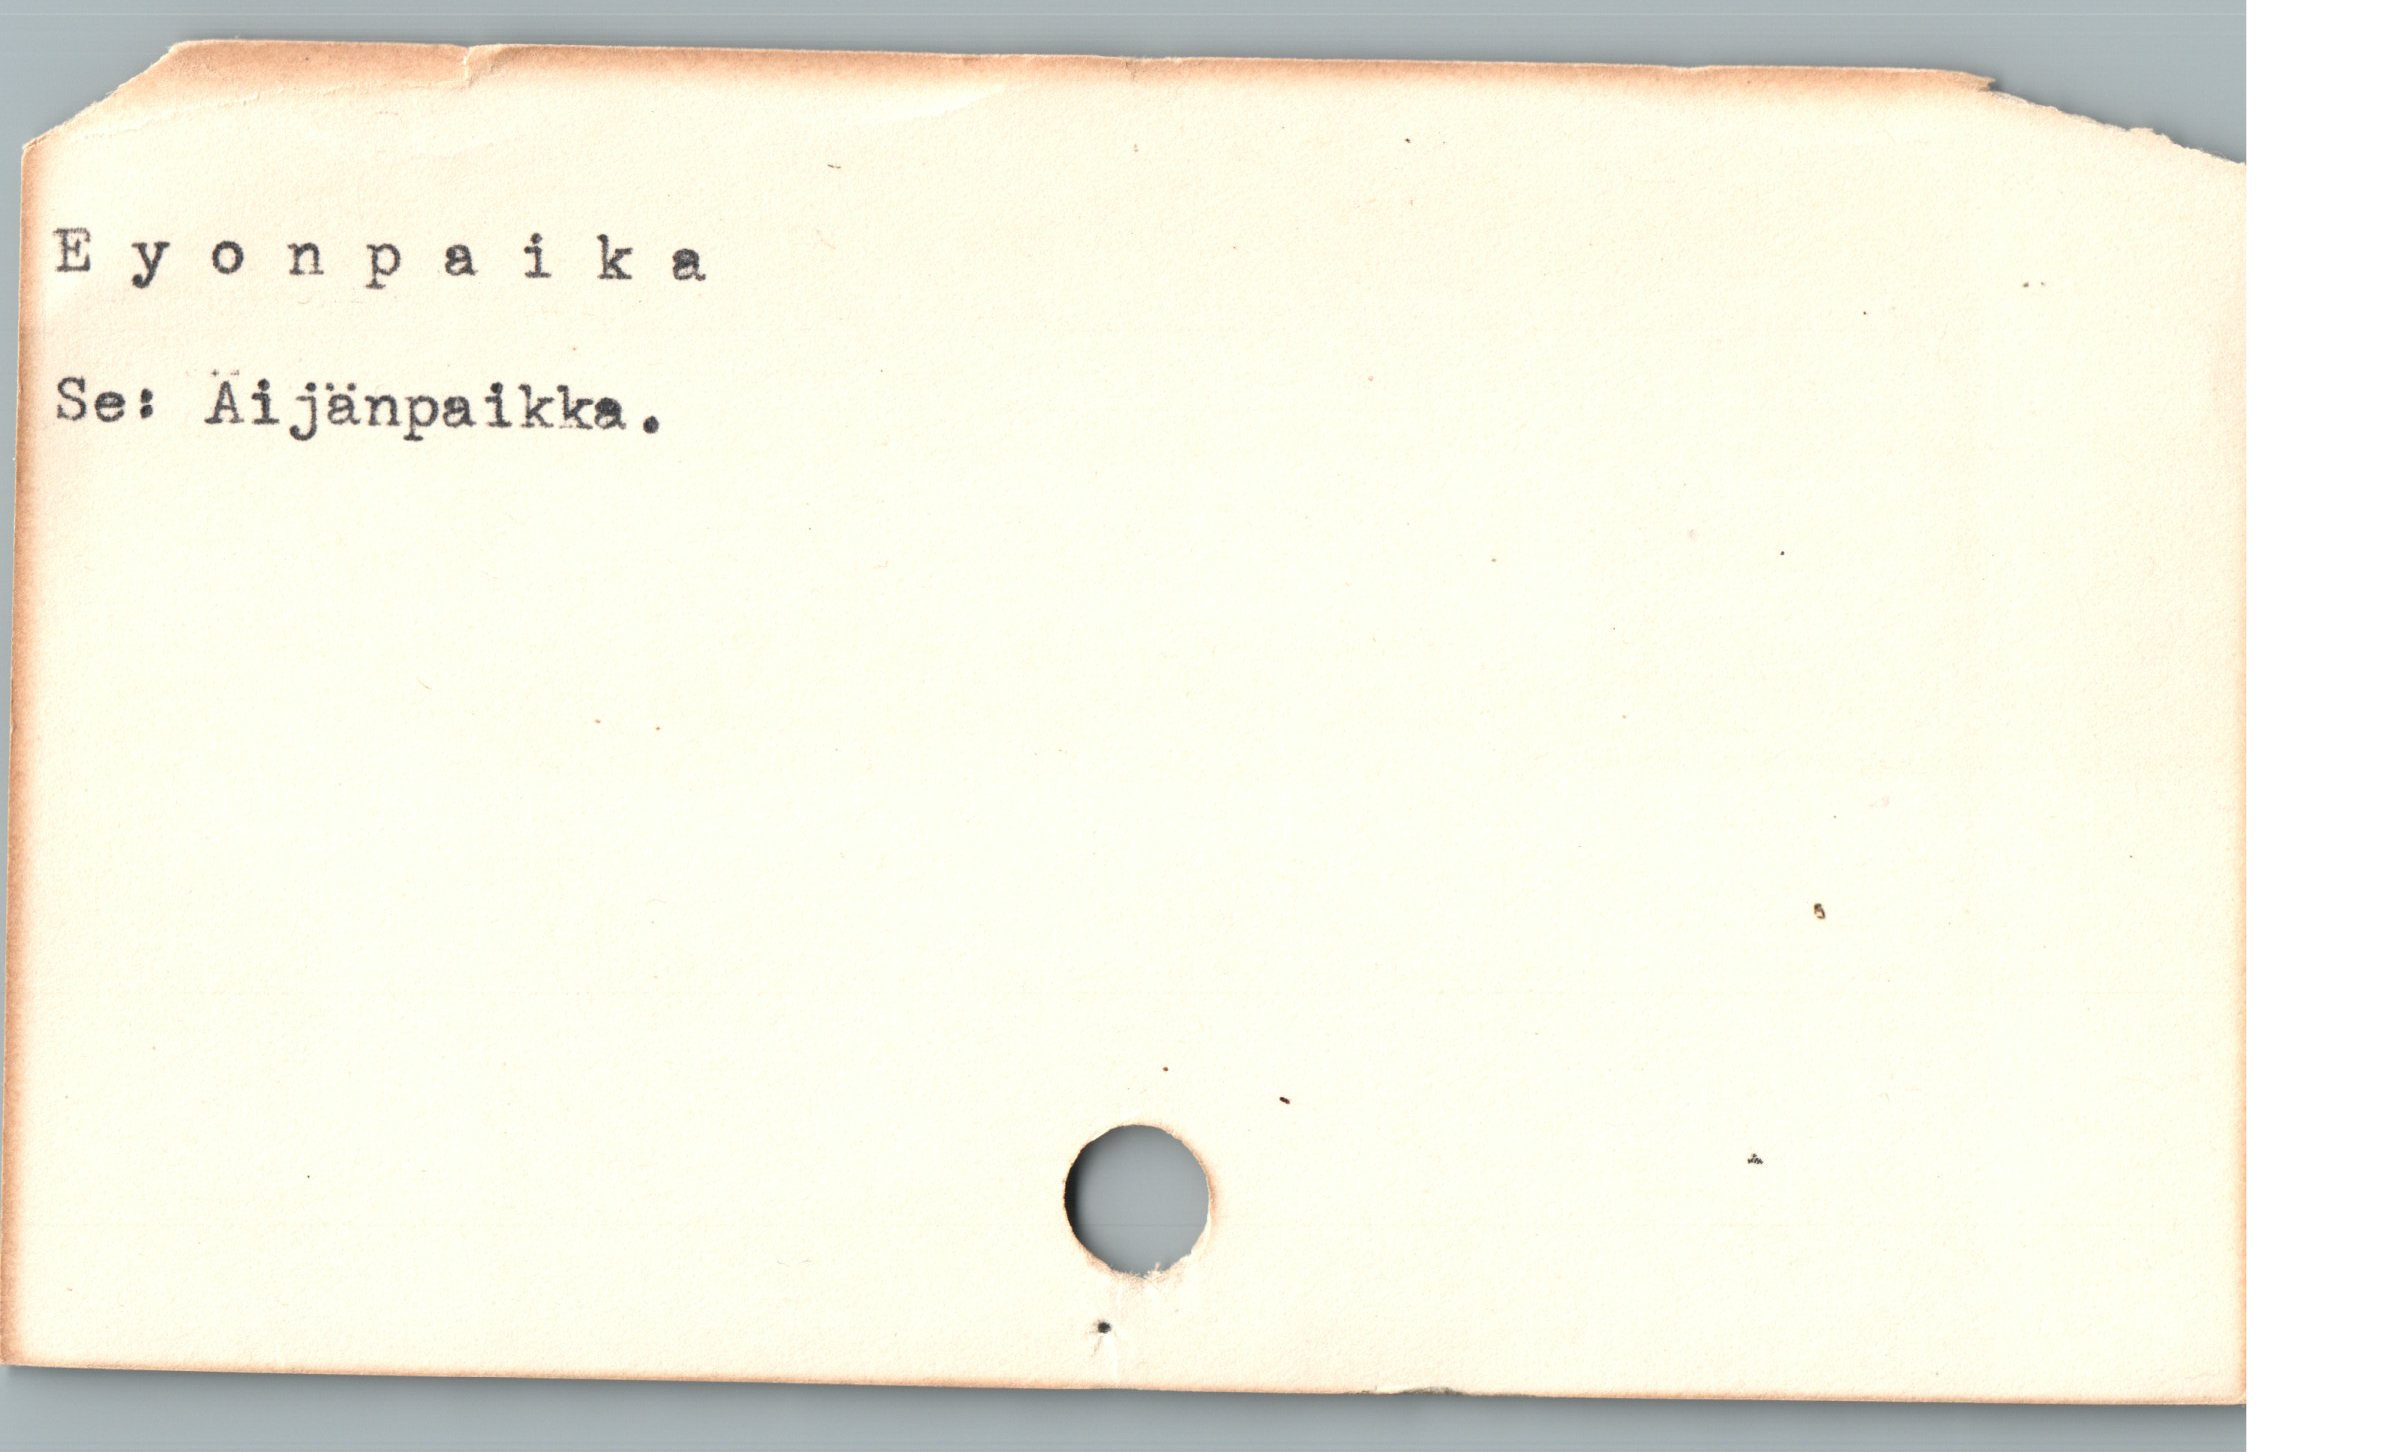 E y o n p a i k a
Se: Äijänpaikka.